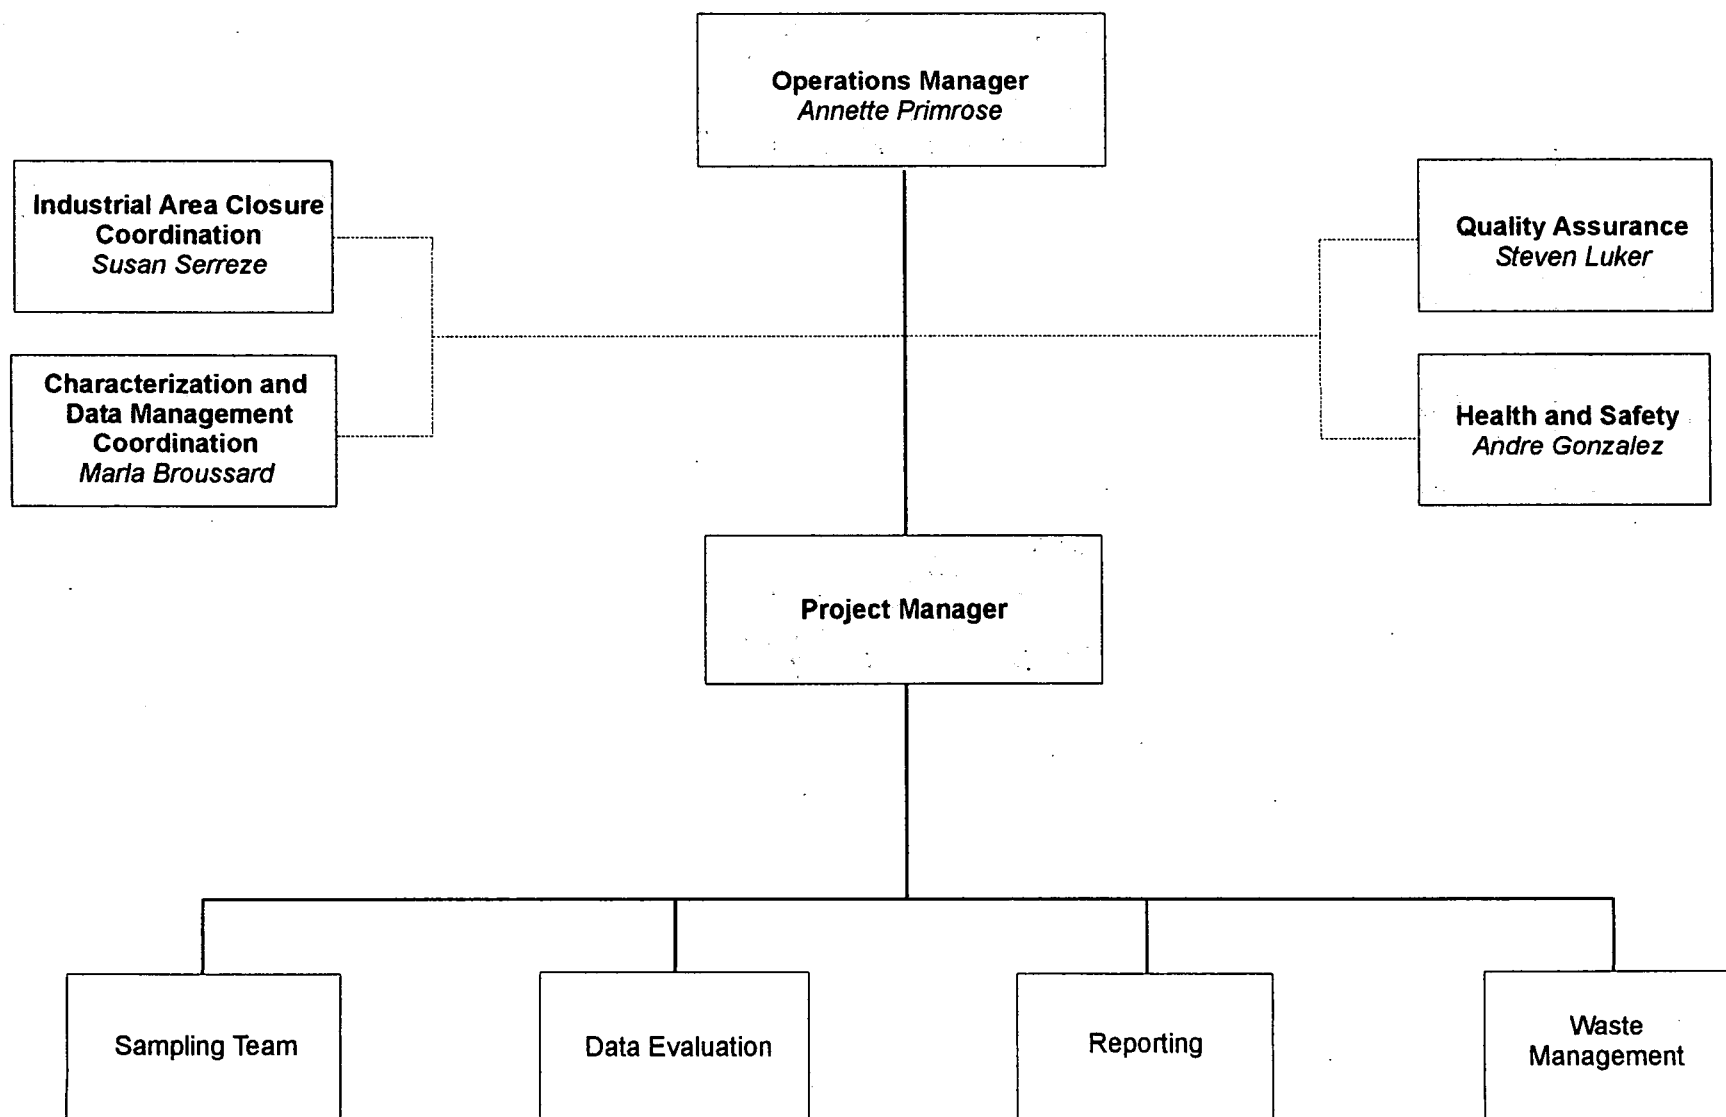 Operations Manager
Annette Primrose
Industrial Area Closure
Coordination
Susan Serreze
Quality Assurance
Steven Luker
Characterization and
Data Management
Coordination
Marla Broussard
Health and Safety
Andre Gonzalez
Project Manager
Sampling Team
Data Evaluation
Reporting
Waste
Management